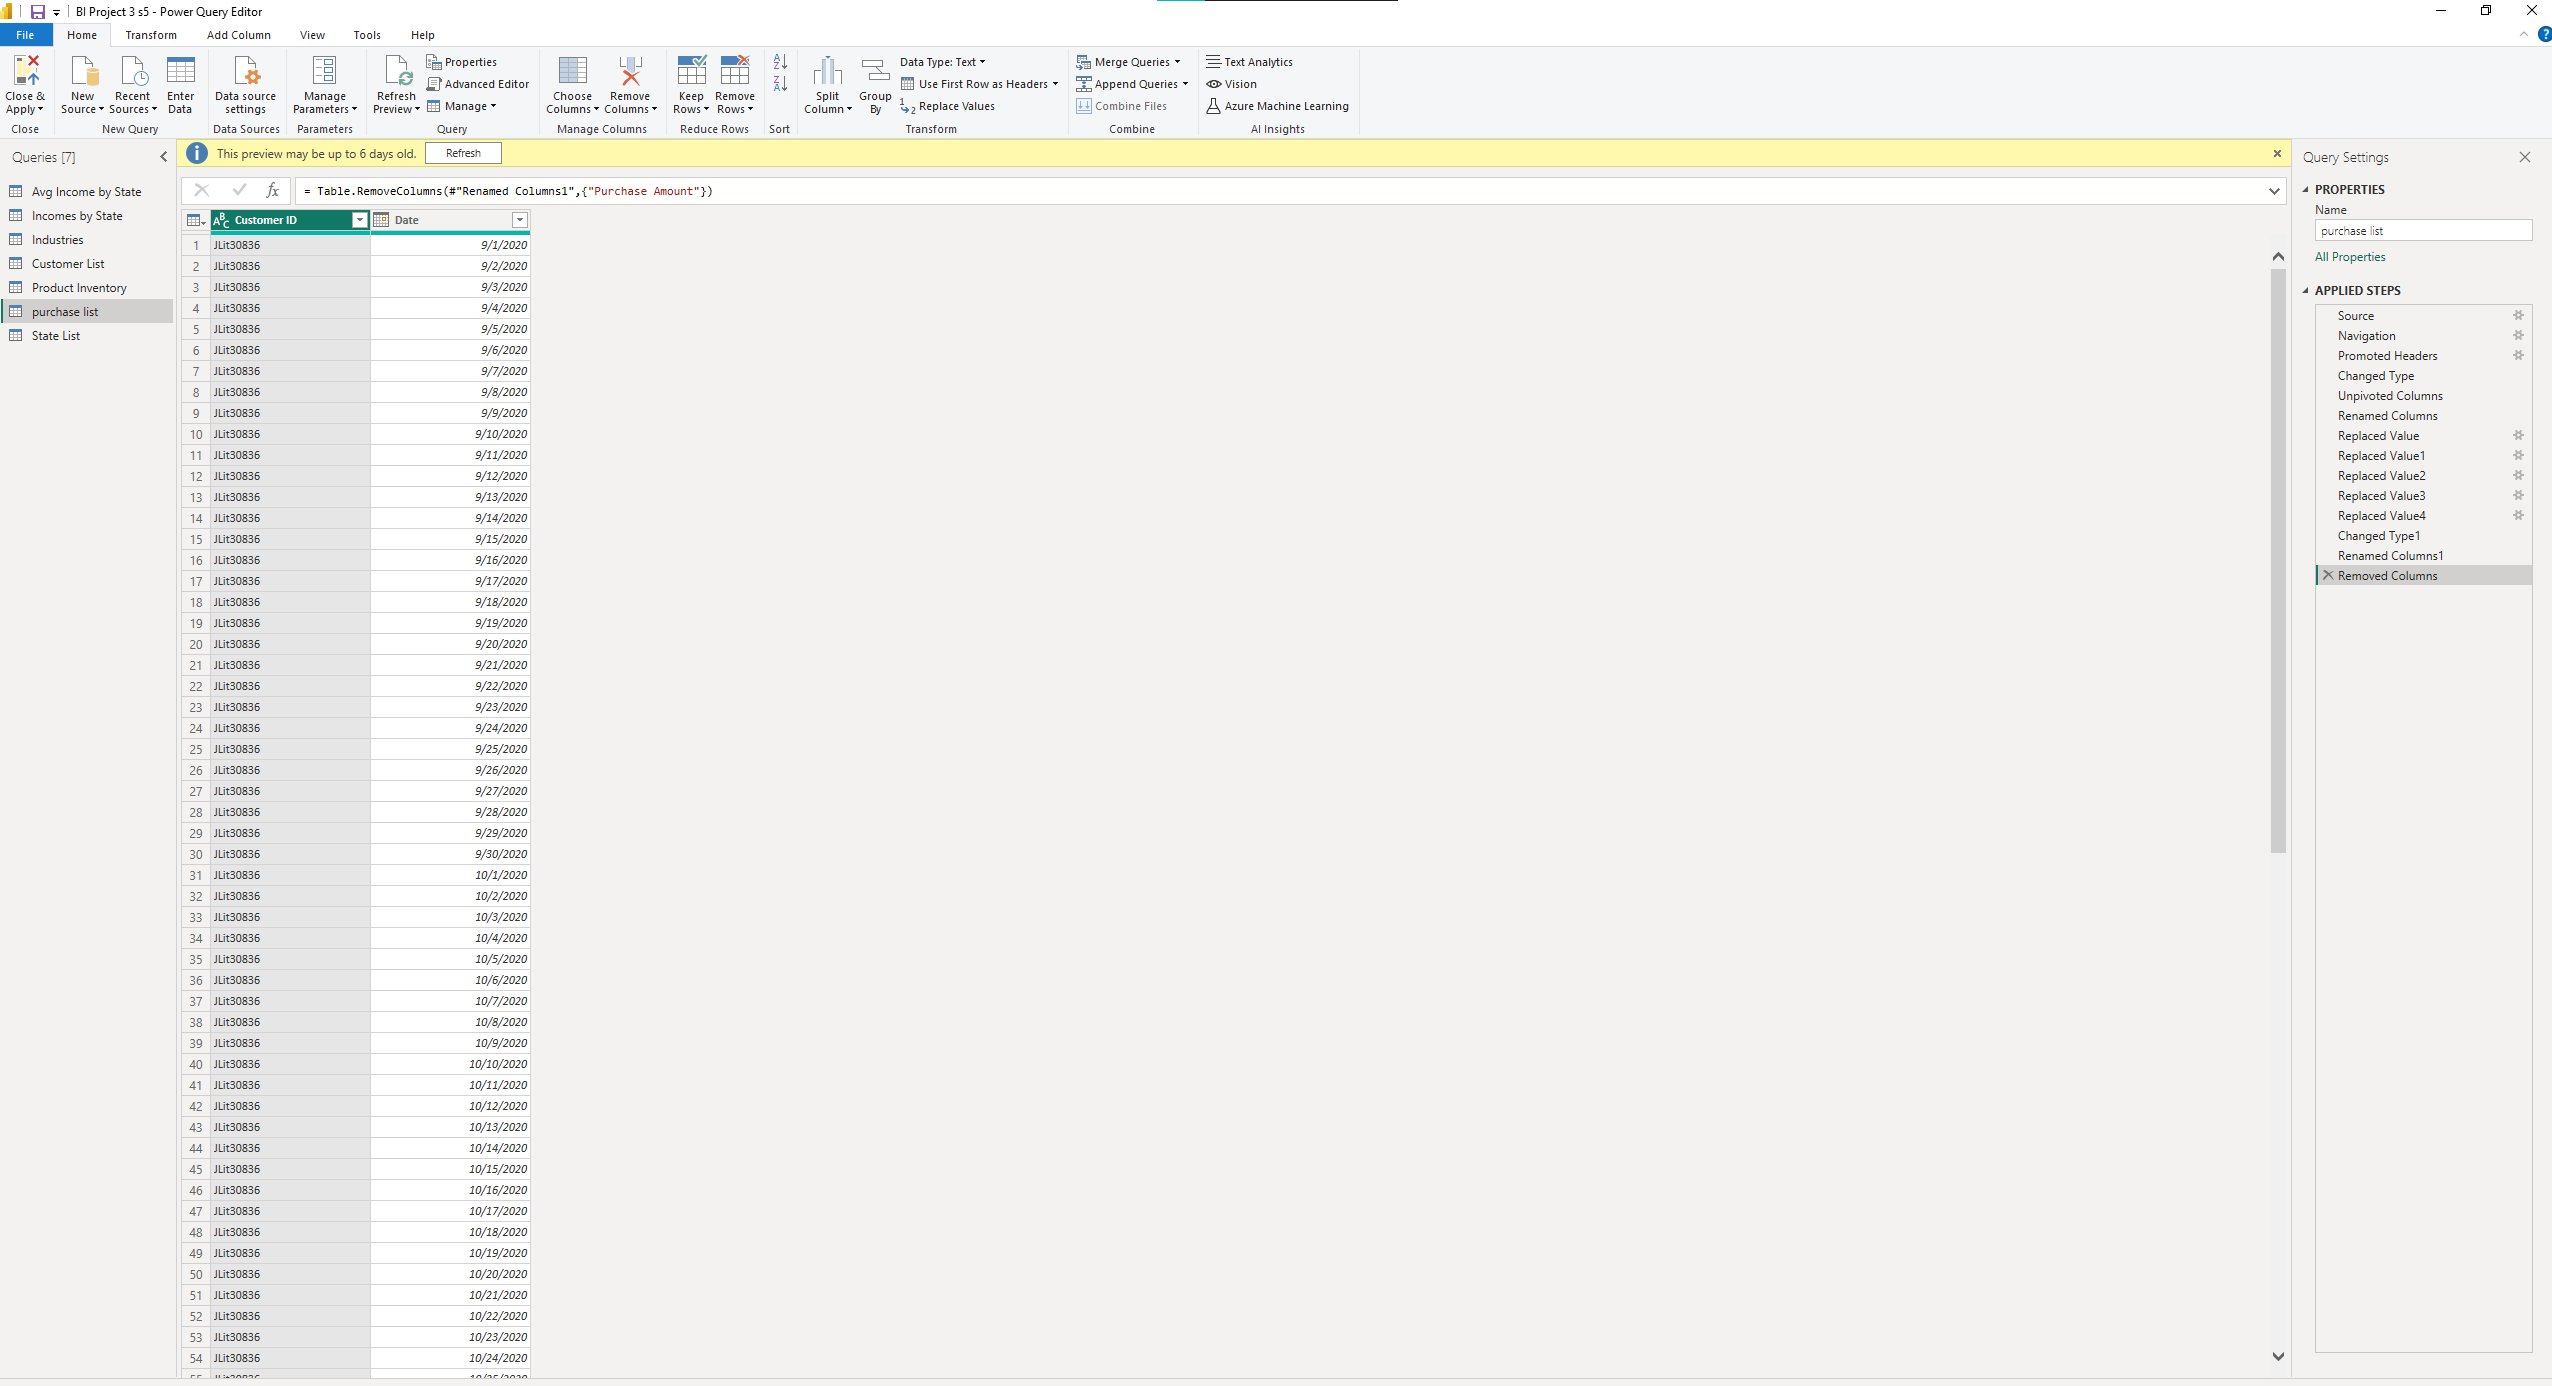 BI Project 3 s5 - Power Query Editor
File Home Transform Add Column View Tools Help
Close & Apply
New Source
Recent Sources
Enter Data
Data source settings
Manage Parameters
Refresh Preview
Properties
Advanced Editor
Manage
Choose Columns
Remove Columns
Keep Rows
Remove Rows
Split Column
Group By
Data Type: Text
Use First Row as Headers
Replace Values
Merge Queries
Append Queries
Combine Files
Text Analytics
Vision
Azure Machine Learning
Close New Query Data Sources Parameters Query Manage Columns Reduce Rows Sort Transform Combine AI Insights
Queries [7]
Avg Income by State
Incomes by State
Industries
Customer List
Product Inventory
purchase list
State List
This preview may be up to 6 days old. Refresh
= Table.RemoveColumns(#"Renamed Columns1",{"Purchase Amount"})
Customer ID Date
1 JLit30836 9/1/2020
2 JLit30836 9/2/2020
3 JLit30836 9/3/2020
4 JLit30836 9/4/2020
5 JLit30836 9/5/2020
6 JLit30836 9/6/2020
7 JLit30836 9/7/2020
8 JLit30836 9/8/2020
9 JLit30836 9/9/2020
10 JLit30836 9/10/2020
11 JLit30836 9/11/2020
12 JLit30836 9/12/2020
13 JLit30836 9/13/2020
14 JLit30836 9/14/2020
15 JLit30836 9/15/2020
16 JLit30836 9/16/2020
17 JLit30836 9/17/2020
18 JLit30836 9/18/2020
19 JLit30836 9/19/2020
20 JLit30836 9/20/2020
21 JLit30836 9/21/2020
22 JLit30836 9/22/2020
23 JLit30836 9/23/2020
24 JLit30836 9/24/2020
25 JLit30836 9/25/2020
26 JLit30836 9/26/2020
27 JLit30836 9/27/2020
28 JLit30836 9/28/2020
29 JLit30836 9/29/2020
30 JLit30836 9/30/2020
31 JLit30836 10/1/2020
32 JLit30836 10/2/2020
33 JLit30836 10/3/2020
34 JLit30836 10/4/2020
35 JLit30836 10/5/2020
36 JLit30836 10/6/2020
37 JLit30836 10/7/2020
38 JLit30836 10/8/2020
39 JLit30836 10/9/2020
40 JLit30836 10/10/2020
41 JLit30836 10/11/2020
42 JLit30836 10/12/2020
43 JLit30836 10/13/2020
44 JLit30836 10/14/2020
45 JLit30836 10/15/2020
46 JLit30836 10/16/2020
47 JLit30836 10/17/2020
48 JLit30836 10/18/2020
49 JLit30836 10/19/2020
50 JLit30836 10/20/2020
51 JLit30836 10/21/2020
52 JLit30836 10/22/2020
53 JLit30836 10/23/2020
54 JLit30836 10/24/2020
Query Settings
PROPERTIES
Name
purchase list
All Properties
APPLIED STEPS
Source
Navigation
Promoted Headers
Changed Type
Unpivoted Columns
Renamed Columns
Replaced Value
Replaced Value1
Replaced Value2
Replaced Value3
Replaced Value4
Changed Type1
Renamed Columns1
Removed Columns